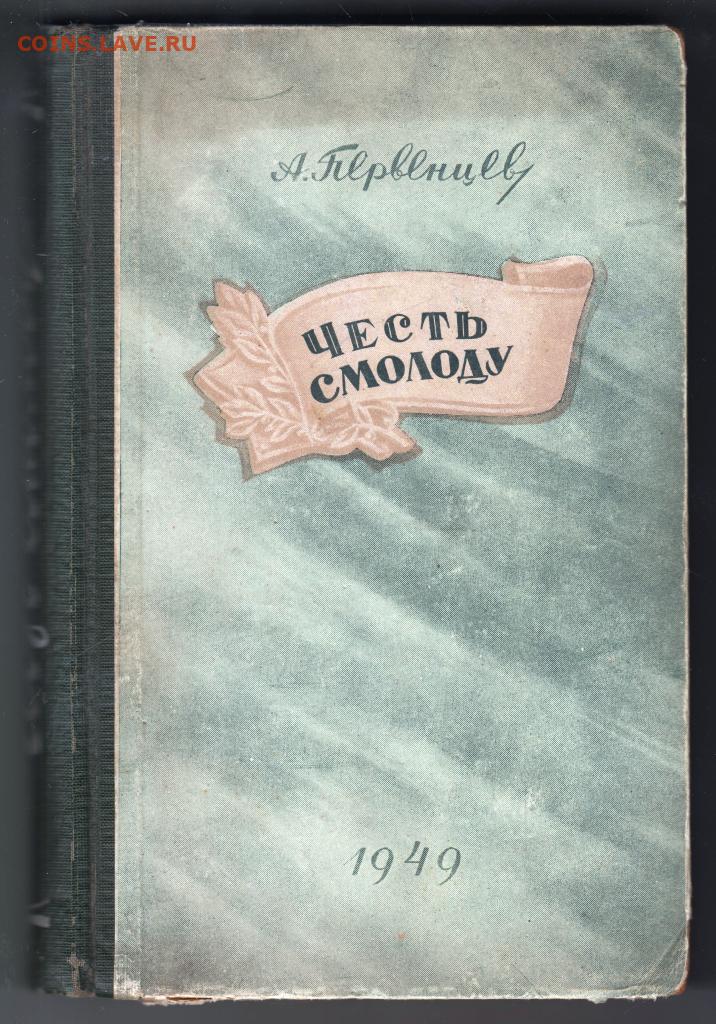 COINS.LAVE.RU
А. Первенцев
ЧЕСТЬ
СМОЛОДУ
1949